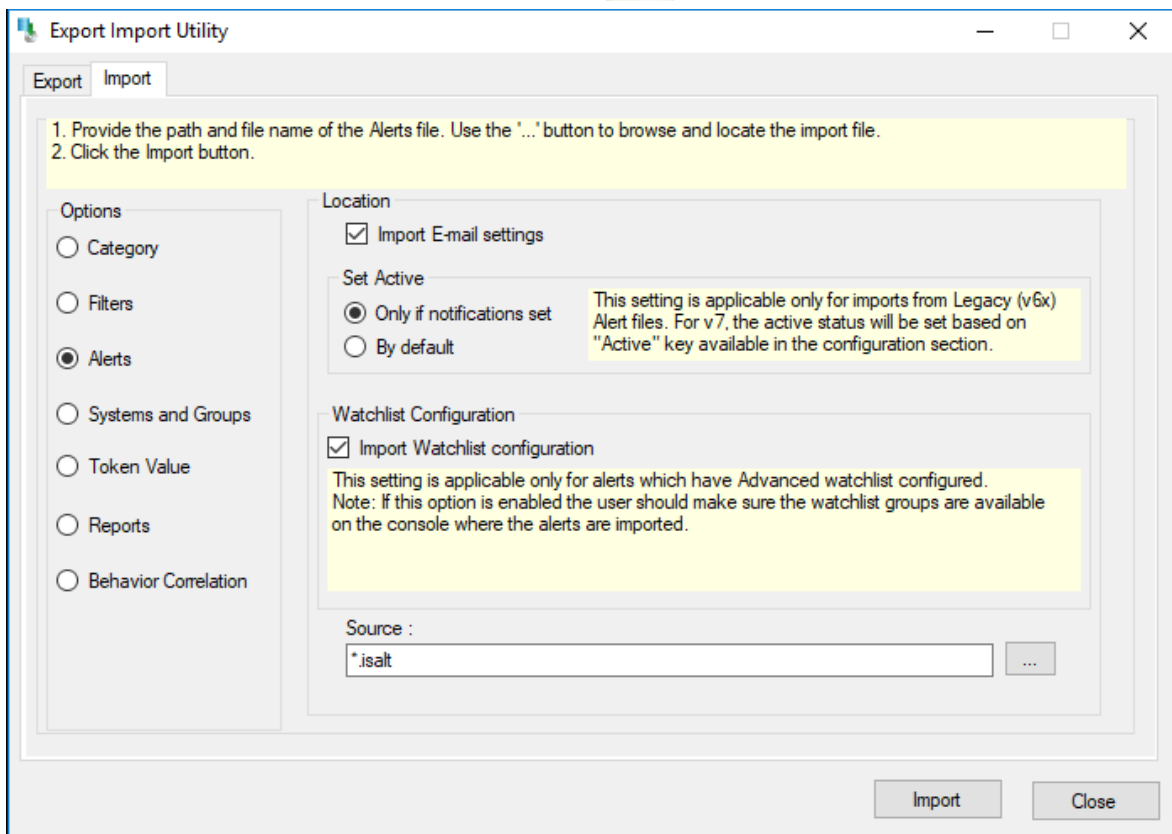 Export Import Utility
Export
Import
1. Provide the path and file name of the Alerts file. Use the '...' button to browse and locate the import file.
2. Click the Import button.
Options
Category
Filters
Alerts
Systems and Groups
Token Value
Reports
Behavior Correlation
Location
Import E-mail settings
Set Active
Only if notifications set
By default
This setting is applicable only for imports from Legacy (v6x)
Alert files. For v7, the active status will be set based on
"Active" key available in the configuration section.
Watchlist Configuration
Import Watchlist configuration
This setting is applicable only for alerts which have Advanced watchlist configured.
Note: If this option is enabled the user should make sure the watchlist groups are available
on the console where the alerts are imported.
Source :
*.isalt
...
Import
Close